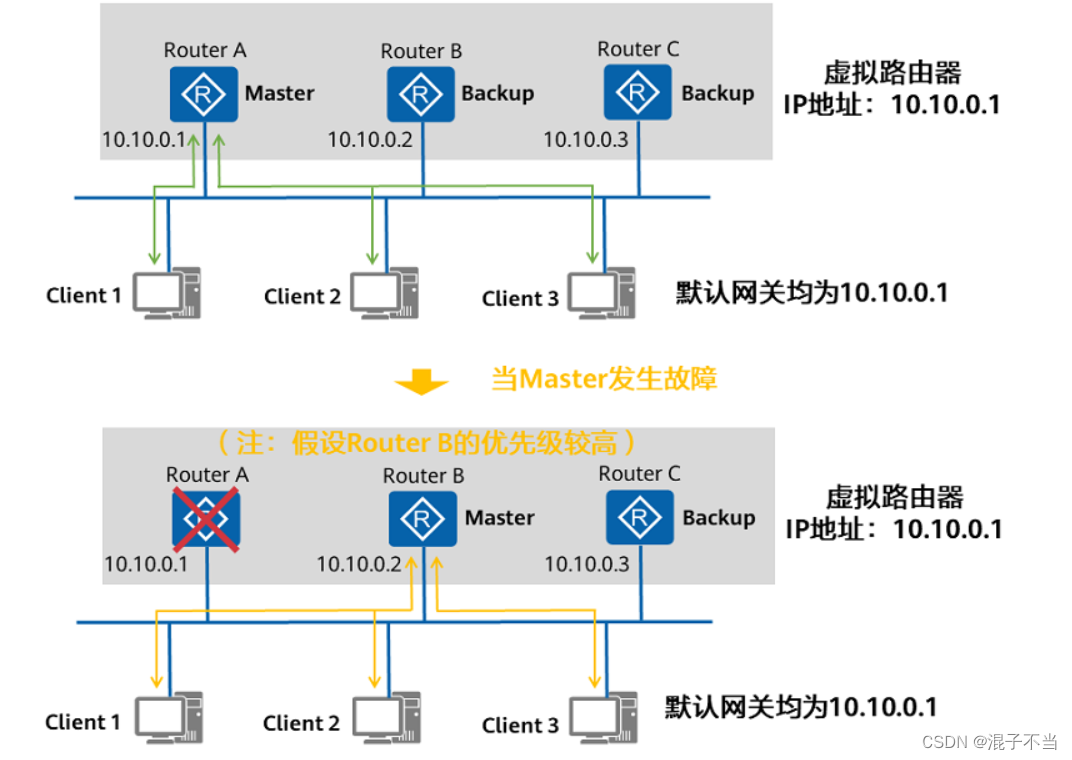 Router A
Router B
Router C
Master
Backup
Backup
虚拟路由器
IP地址：10.10.0.1
10.10.0.1
10.10.0.2
10.10.0.3
Client 1
Client 2
Client 3
默认网关均为10.10.0.1
当Master发生故障
（注：假设Router B的优先级较高）
Router A
Router B
Router C
Master
Backup
虚拟路由器
IP地址：10.10.0.1
10.10.0.1
10.10.0.2
10.10.0.3
Client 1
Client 2
Client 3
默认网关均为10.10.0.1
CSDN @混子不当